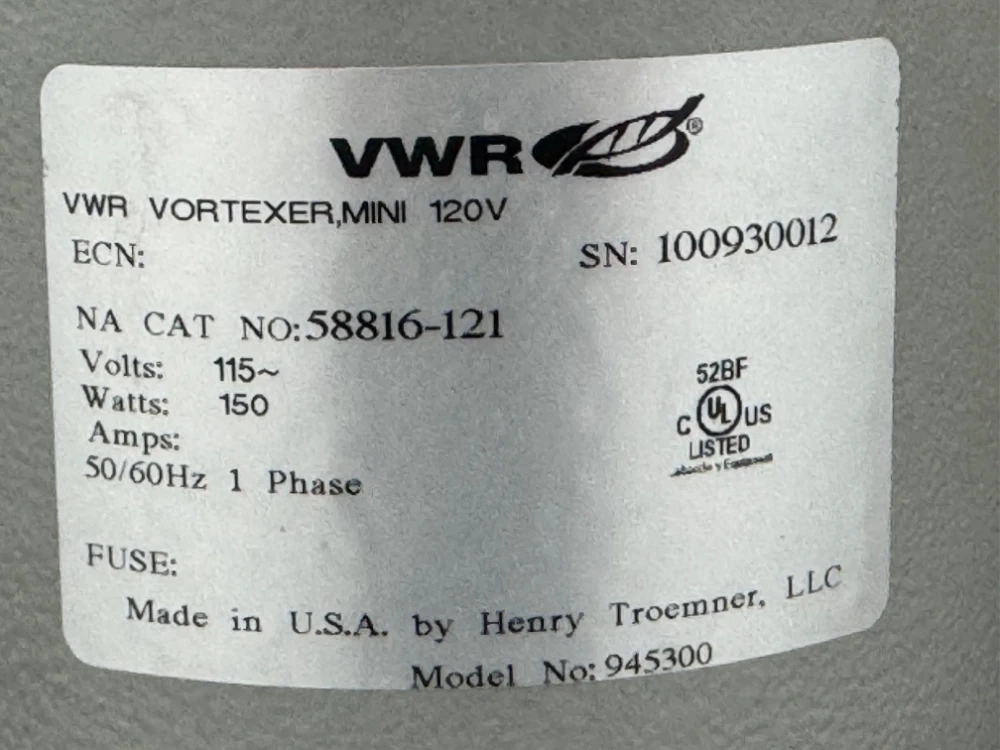 VWR®
VWR VORTEXER,MINI 120V
ECN:
SN: 100930012
NA CAT NO:58816-121
Volts: 115~
Watts: 150
Amps:
50/60Hz 1 Phase
52BF
C UL US
LISTED
FUSE:
Made in U.S.A. by Henry Troemner, LLC
Model No: 945300